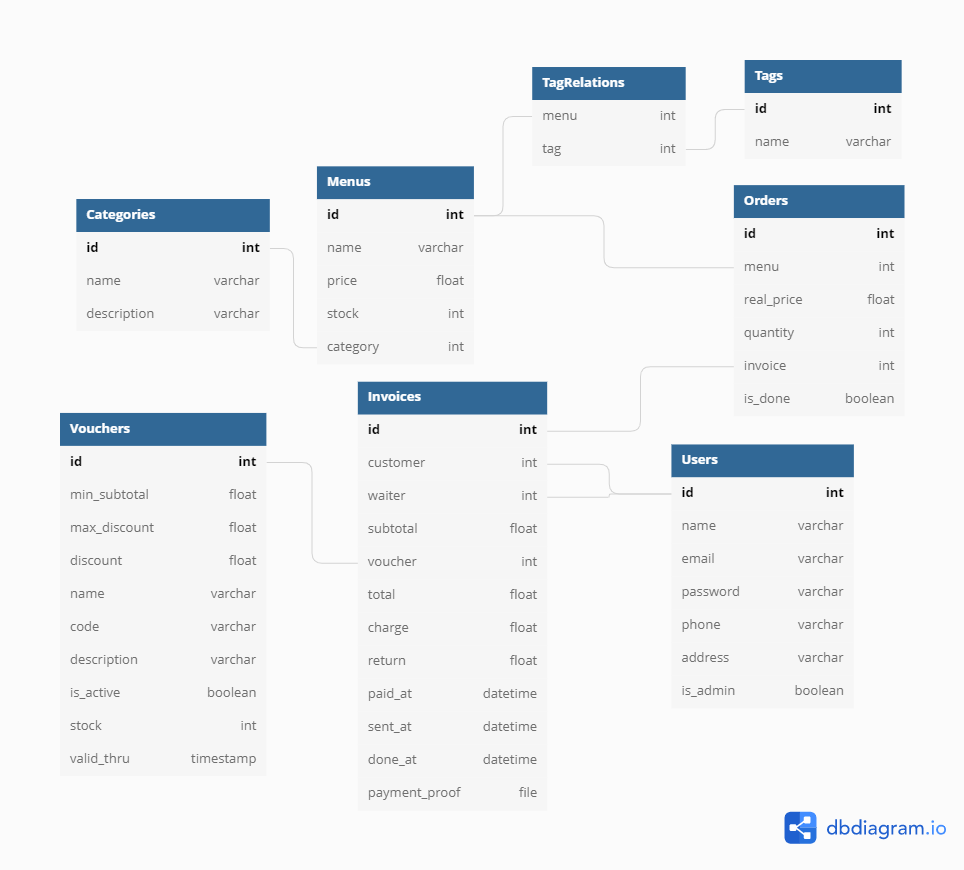 TagRelations
menu int
tag int
Tags
id int
name varchar
Menus
id int
name varchar
price float
stock int
category int
Categories
id int
name varchar
description varchar
Orders
id int
menu int
real_price float
quantity int
invoice int
is_done boolean
Invoices
id int
customer int
waiter int
subtotal float
voucher int
total float
charge float
return float
paid_at datetime
sent_at datetime
done_at datetime
payment_proof file
Vouchers
id int
min_subtotal float
max_discount float
discount float
name varchar
code varchar
description varchar
is_active boolean
stock int
valid_thru timestamp
Users
id int
name varchar
email varchar
password varchar
phone varchar
address varchar
is_admin boolean
dbdiagram.io